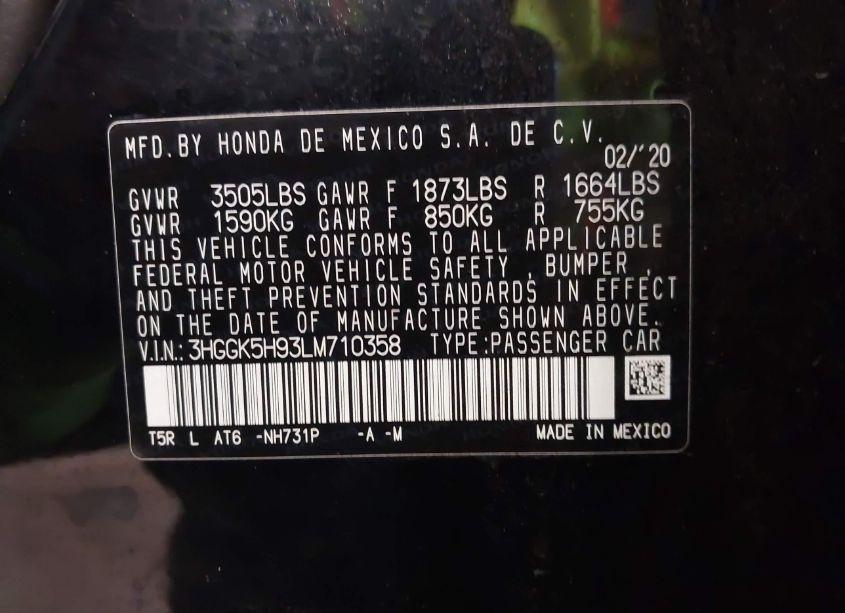 MFD.BY HONDA DE MEXICO S.A. DE C.V.
02/'20
GVWR 3505LBS GAWR F 1873LBS R 1664LBS
GVWR 1590KG GAWR F 850KG R 755KG
THIS VEHICLE CONFORMS TO ALL APPLICABLE
FEDERAL MOTOR VEHICLE SAFETY , BUMPER ,
AND THEFT PREVENTION STANDARDS IN EFFECT
ON THE DATE OF MANUFACTURE SHOWN ABOVE.
V.I.N.: 3HGGK5H93LM710358 TYPE:PASSENGER CAR
T5R L AT6 -NH731P -A -M MADE IN MEXICO